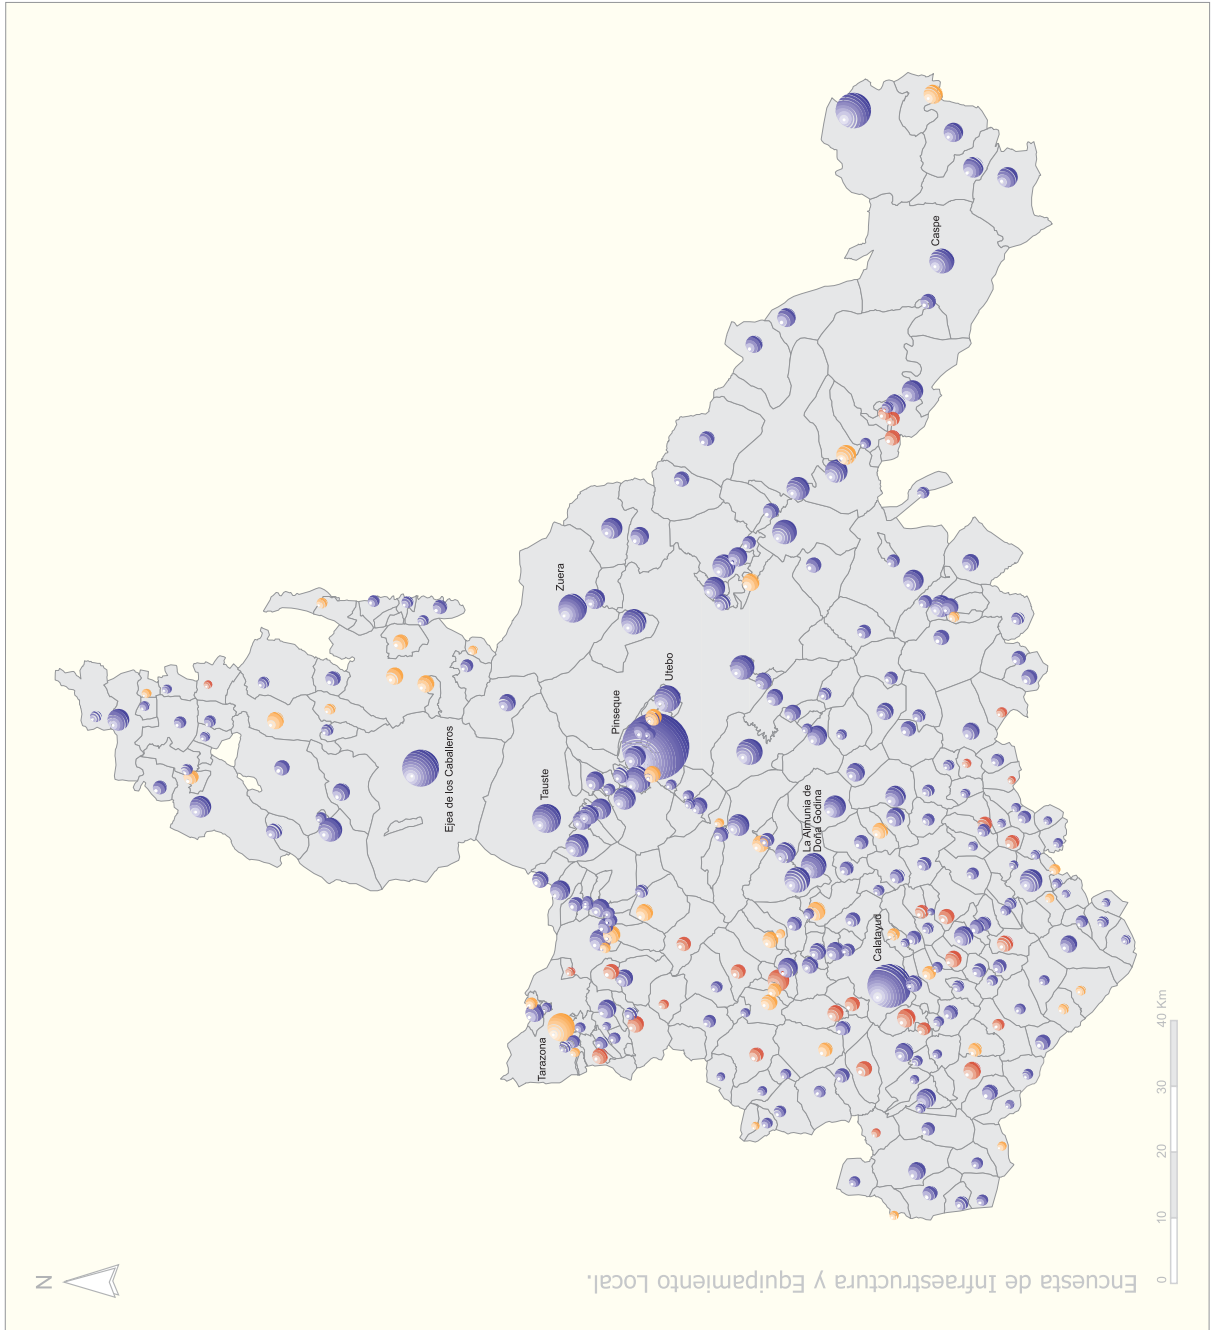 N
Ejea de los Caballeros
Zuera
Tauste
Pinseque
Utebo
Tarazona
La Almunia de
Doña Godina
Calatayud
Caspe
0 10 20 30 40 Km
Encuesta de Infraestructura y Equipamiento Local.